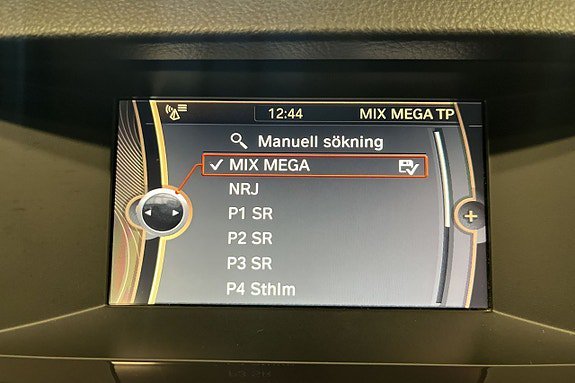 12:44 MIX MEGA TP
Manuell sökning
MIX MEGA
NRJ
P1 SR
P2 SR
P3 SR
P4 Sthlm